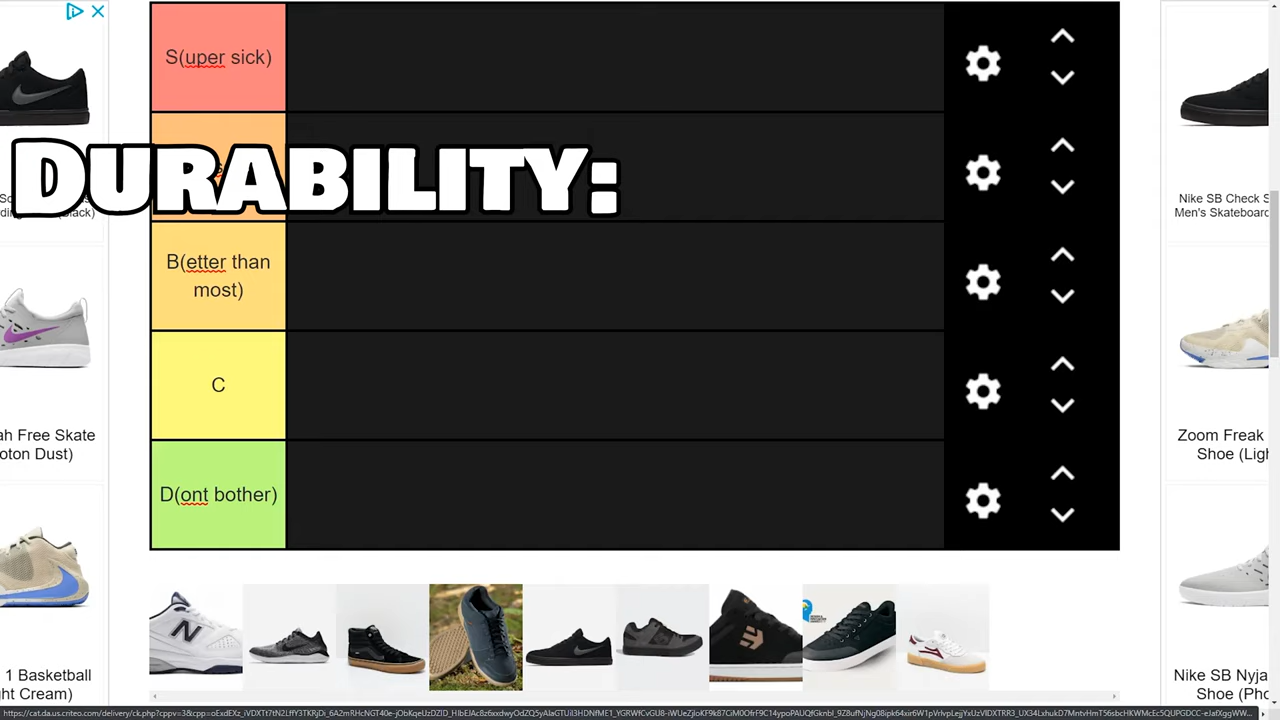 S(uper sick)
DURABILITY:
B(etter than
most)
C
D(ont bother)
ah Free Skate
oton Dust)
1 Basketball
ght Cream)
Nike SB Check S
Men's Skateboard
Zoom Freak
Shoe (Ligh
Nike SB Nyja
Shoe (Pho
N